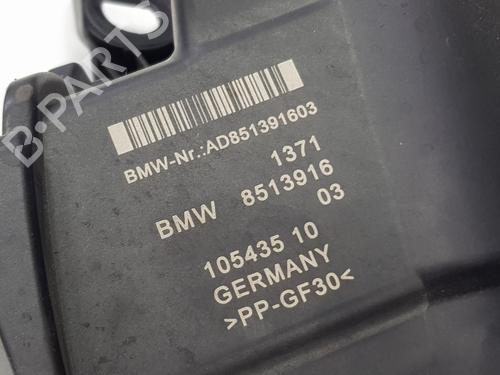 B-PARTS
BMW-Nr.:AD851391603
1371
BMW 8513916
03
105435 10
GERMANY
>PP-GF30<